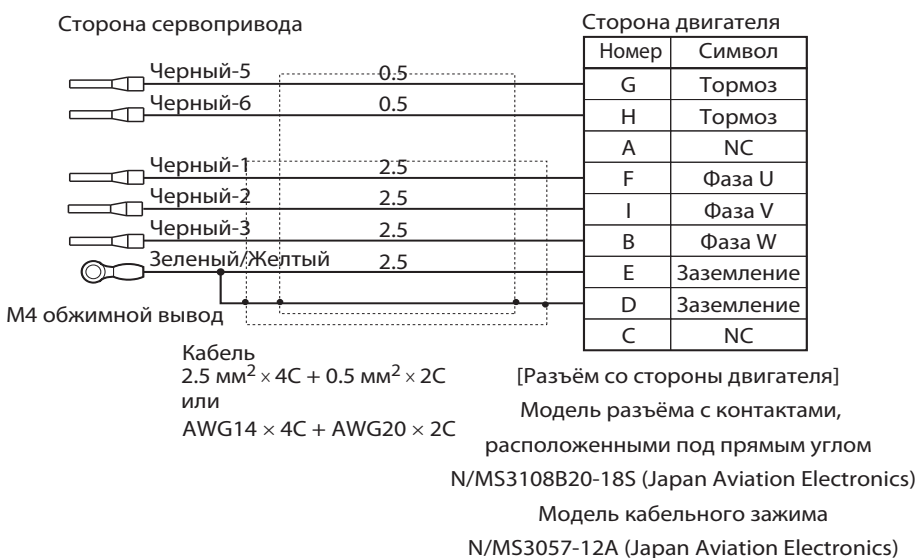 Сторона сервопривода
Сторона двигателя
Номер Символ
Черный-5 0.5 G Тормоз
Черный-6 0.5 H Тормоз
A NC
Черный-1 2.5 F Фаза U
Черный-2 2.5 I Фаза V
Черный-3 2.5 B Фаза W
Зеленый/Желтый 2.5 E Заземление
D Заземление
C NC
M4 обжимной вывод
Кабель
2.5 мм² × 4C + 0.5 мм² × 2C
или
AWG14 × 4C + AWG20 × 2C
[Разъём со стороны двигателя]
Модель разъёма с контактами,
расположенными под прямым углом
N/MS3108B20-18S (Japan Aviation Electronics)
Модель кабельного зажима
N/MS3057-12A (Japan Aviation Electronics)